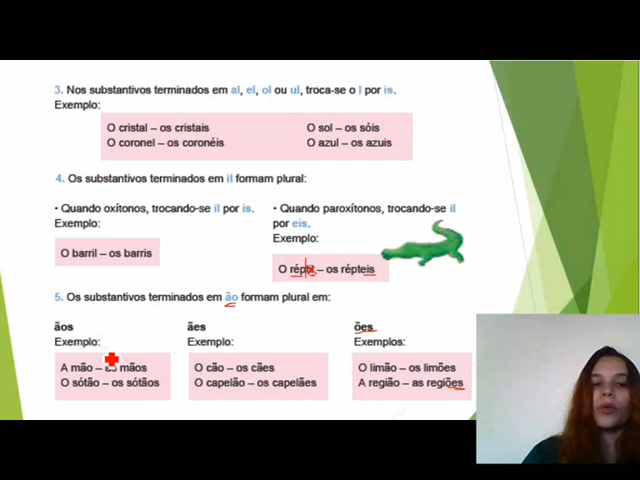 3. Nos substantivos terminados em al, el, ol ou ul, troca-se o l por is.
Exemplo:
O cristal – os cristais
O coronel – os coronéis
O sol – os sóis
O azul – os azuis
4. Os substantivos terminados em il formam plural:
• Quando oxítonos, trocando-se il por is.
Exemplo:
O barril – os barris
• Quando paroxítonos, trocando-se il
por eis.
Exemplo:
O réptil – os répteis
5. Os substantivos terminados em ão formam plural em:
ãos
Exemplo:
A mão – as mãos
O sótão – os sótãos
ães
Exemplo:
O cão – os cães
O capelão – os capelães
ões
Exemplos:
O limão – os limões
A região – as regiões